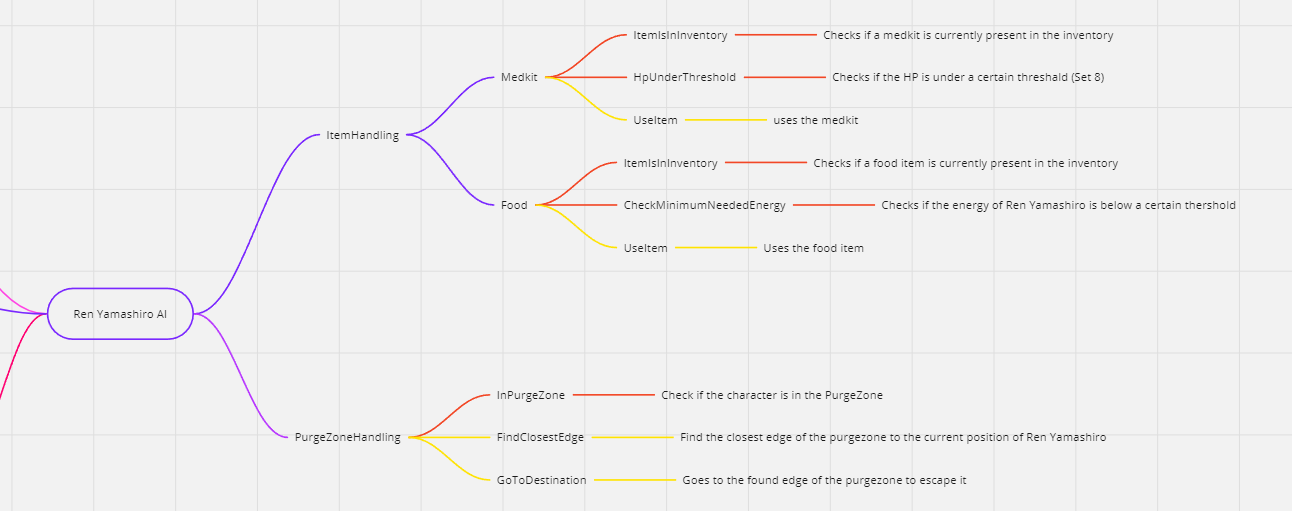 ItemIsInInventory
Checks if a medkit is currently present in the inventory
Medkit
HpUnderThreshold
Checks if the HP is under a certain threshald (Set 8)
UseItem
uses the medkit
ItemHandling
ItemIsInInventory
Checks if a food item is currently present in the inventory
Food
CheckMinimumNeededEnergy
Checks if the energy of Ren Yamashiro is below a certain thershold
UseItem
Uses the food item
Ren Yamashiro AI
InPurgeZone
Check if the character is in the PurgeZone
PurgeZoneHandling
FindClosestEdge
Find the closest edge of the purgezone to the current position of Ren Yamashiro
GoToDestination
Goes to the found edge of the purgezone to escape it